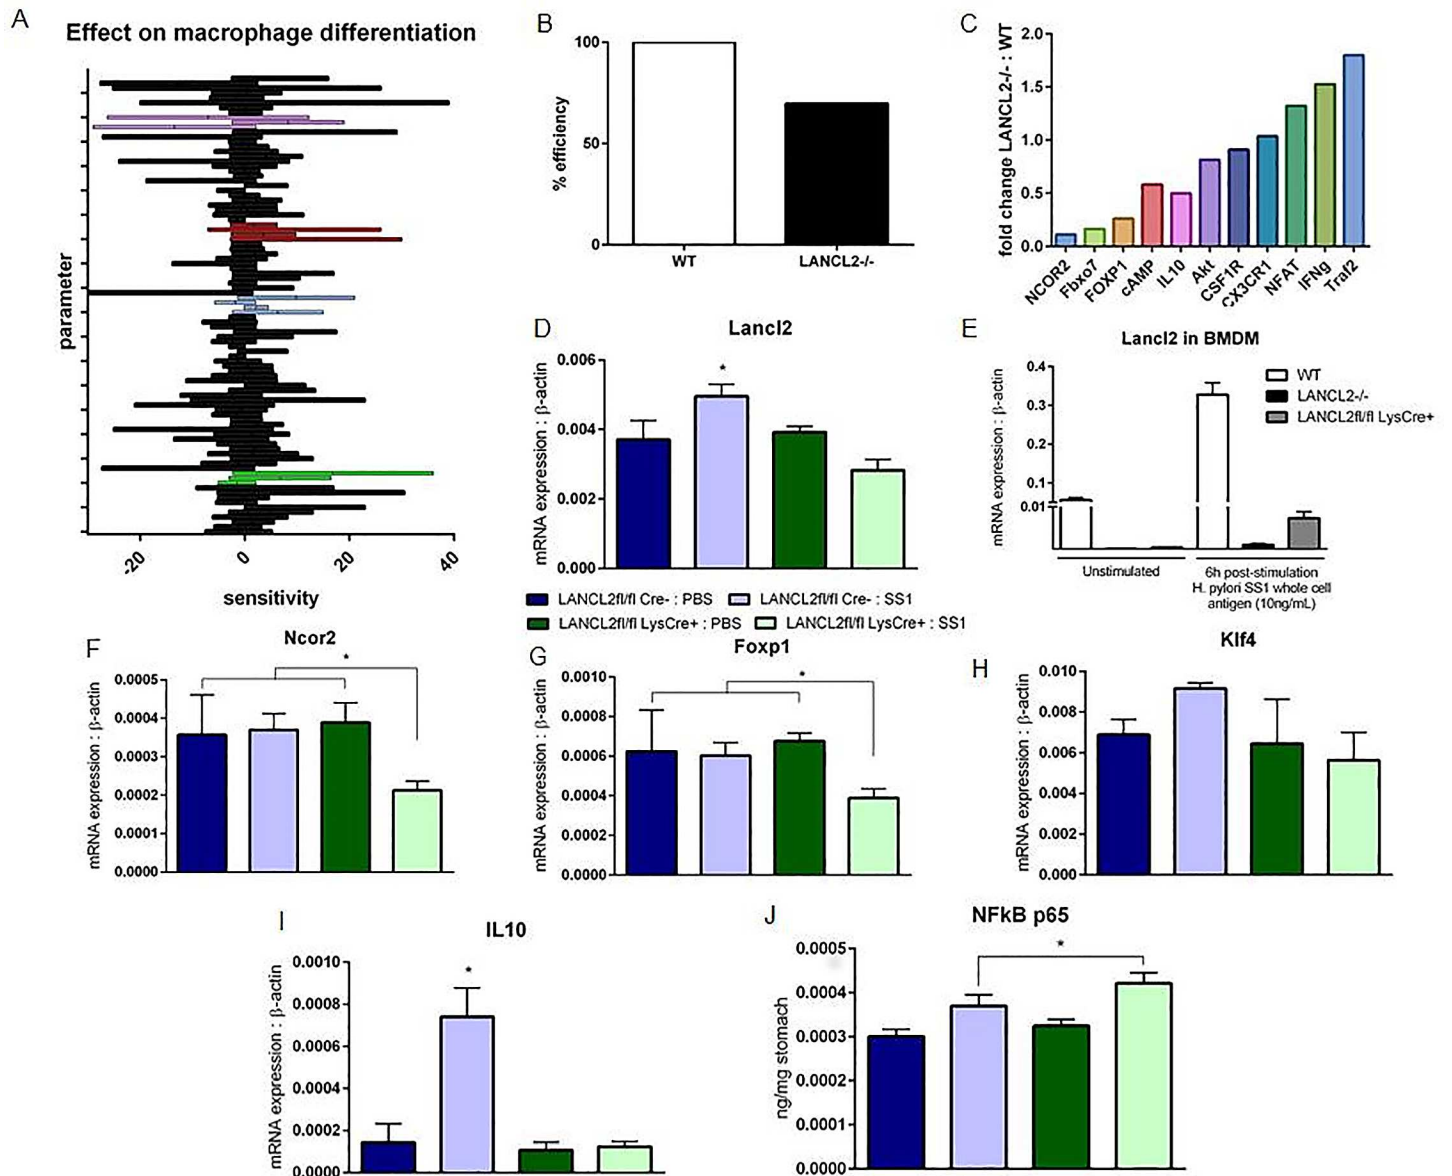 A
Effect on macrophage differentiation
parameter
-20
0
20
40
sensitivity
B
% efficiency
100
50
0
WT
LANCL2-/-
C
fold change LANCL2-/- : WT
2.0
1.5
1.0
0.5
0.0
NCOR2
Fbxo7
FOXP1
cAMP
IL10
Akt
CSF1R
CX3CR1
NFAT
IFNg
Traf2
D
Lancl2
mRNA expression : β-actin
0.006
0.004
0.002
0.000
*
E
Lancl2 in BMDM
mRNA expression : β-actin
0.4
0.3
0.2
0.1
0.01
WT
LANCL2-/-
LANCL2fl/fl LysCre+
Unstimulated
6h post-stimulation
H. pylori SS1 whole cell
antigen (10ng/mL)
LANCL2fl/fl Cre- : PBS
LANCL2fl/fl Cre- : SS1
LANCL2fl/fl LysCre+ : PBS
LANCL2fl/fl LysCre+ : SS1
F
Ncor2
mRNA expression : β-actin
0.0005
0.0004
0.0003
0.0002
0.0001
0.0000
*
G
Foxp1
mRNA expression : β-actin
0.0010
0.0008
0.0006
0.0004
0.0002
0.0000
*
H
Klf4
mRNA expression : β-actin
0.010
0.008
0.006
0.004
0.002
0.000
I
IL10
mRNA expression : β-actin
0.0010
0.0008
0.0006
0.0004
0.0002
0.0000
*
J
NFkB p65
ng/mg stomach
0.0005
0.0004
0.0003
0.0002
0.0001
0.0000
*